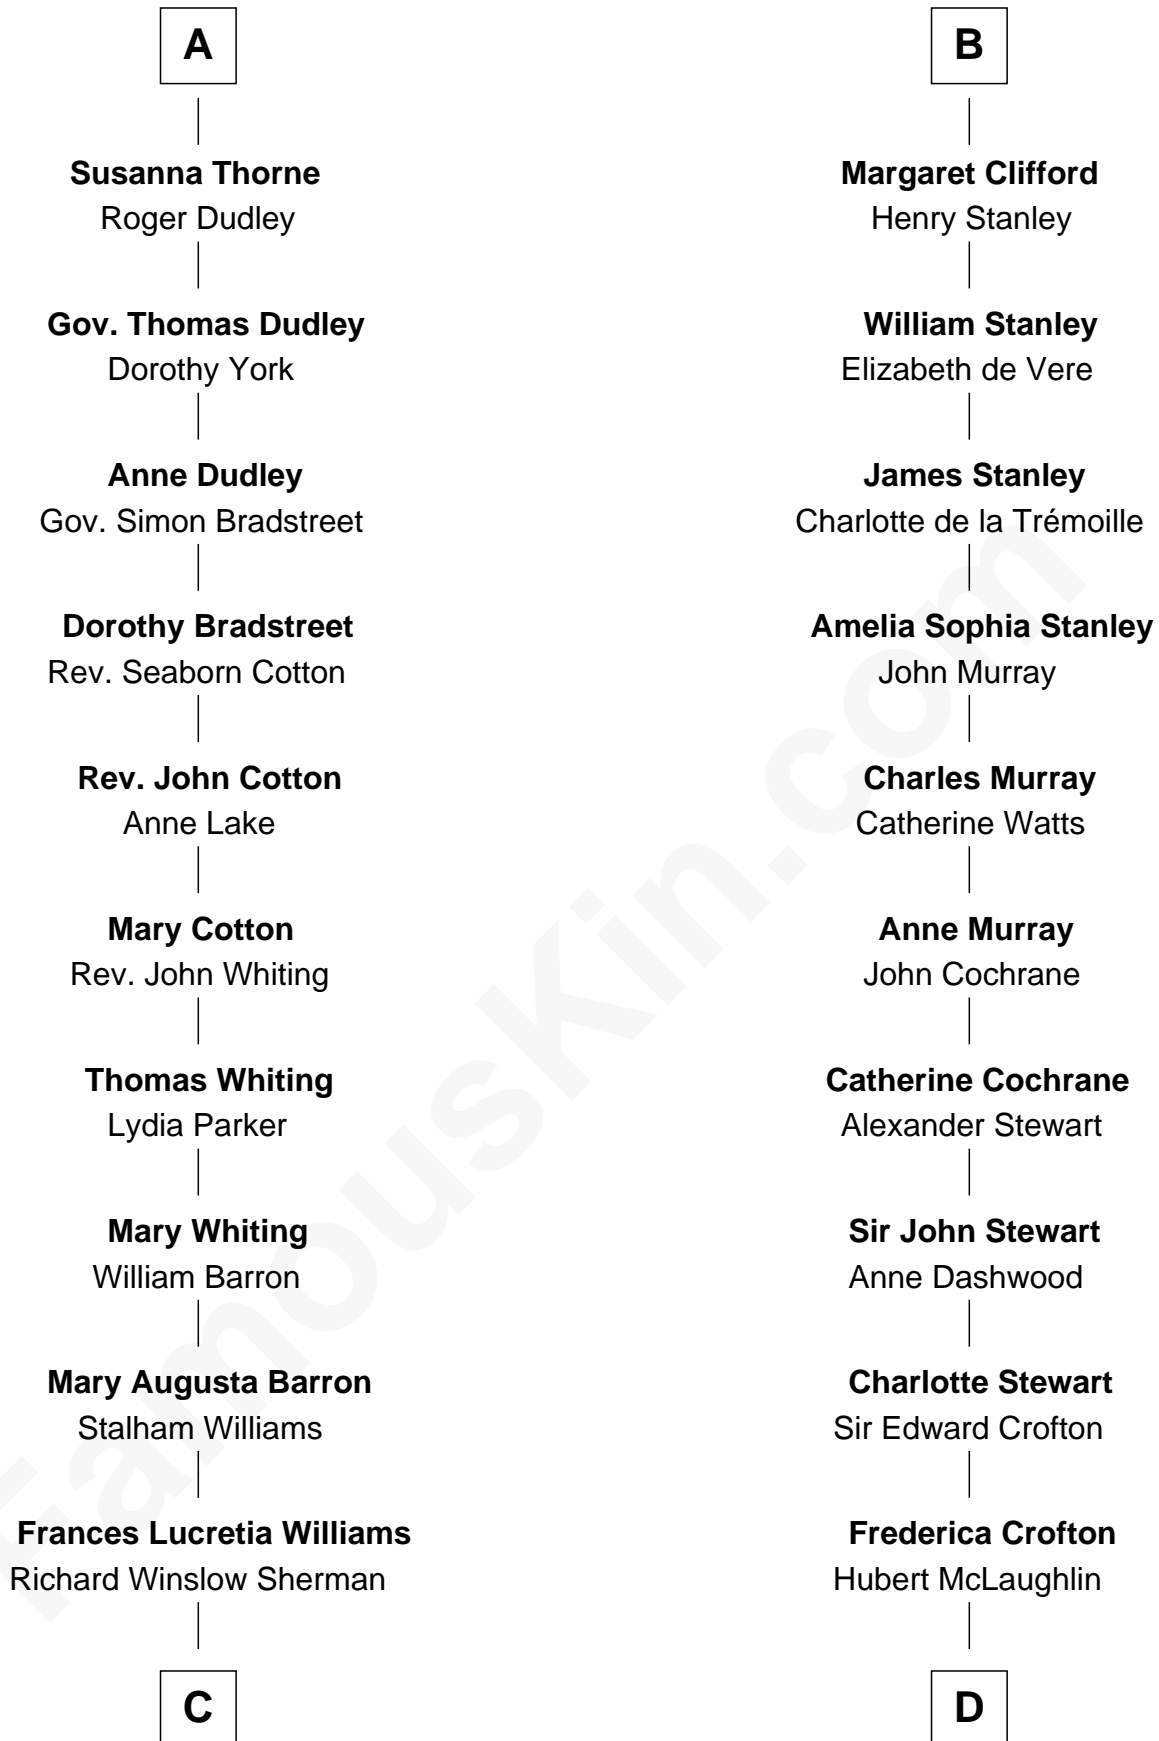 A
Susanna Thorne
Roger Dudley
Gov. Thomas Dudley
Dorothy York
Anne Dudley
Gov. Simon Bradstreet
Dorothy Bradstreet
Rev. Seaborn Cotton
Rev. John Cotton
Anne Lake
Mary Cotton
Rev. John Whiting
Thomas Whiting
Lydia Parker
Mary Whiting
William Barron
Mary Augusta Barron
Stalham Williams
Frances Lucretia Williams
Richard Winslow Sherman
C
B
Margaret Clifford
Henry Stanley
William Stanley
Elizabeth de Vere
James Stanley
Charlotte de la Trémoille
Amelia Sophia Stanley
John Murray
Charles Murray
Catherine Watts
Anne Murray
John Cochrane
Catherine Cochrane
Alexander Stewart
Sir John Stewart
Anne Dashwood
Charlotte Stewart
Sir Edward Crofton
Frederica Crofton
Hubert McLaughlin
D
FamousKin.com